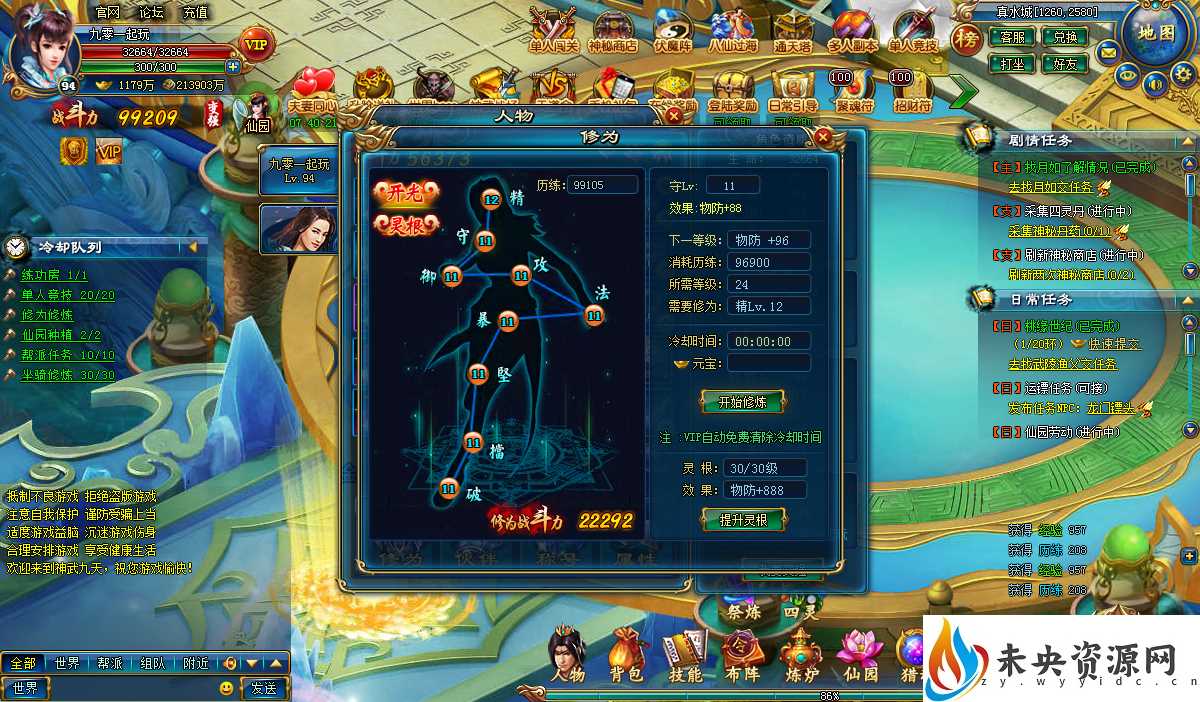 官网 论坛 充值
九零一起玩
32664/32664
300/300
94
1179万 213903万
VIP
战斗力 99209
变强
仙园
VIP
单人闯关 神秘商店 伏魔阵 八仙过海 通天塔 多人副本 单人竞技 榜
夫妻同心
登陆奖励 日常引导 聚魂符 招财符
100 100
07:40:21
可领取 可领取
真水城[1260,2580]
客服 兑换
打坐 好友
地图
九零一起玩
Lv.94
人物
修为
开光
灵根
历练: 99105
12 精
守 11
御 11
11 攻
法
11
暴 11
11 坚
11 擋
11 破
修为战斗力 22292
守Lv: 11
效果:物防+88
下一等级: 物防 +96
消耗历练: 96900
所需等级: 24
需要修为: 精Lv.12
冷却时间: 00:00:00
元宝:
开始修炼
注 :VIP自动免费清除冷却时间
灵 根: 30/30级
效 果: 物防+888
提升灵根
冷却队列
练功房 1/1
单人竞技 20/20
修为修炼
仙园种植 2/2
帮派任务 10/10
坐骑修炼 30/30
剧情任务
【主】找月如了解情况(已完成)
去找月如交任务
【支】采集四灵丹(进行中)
采集神秘丹药(0/1)
【支】刷新神秘商店(进行中)
刷新两次神秘商店(0/2)
日常任务
【日】桃缘世纪(已完成)
(1/20环) 快速提交
去找武陵渔父交任务
【日】运镖任务(可接)
发布任务NPC: 龙门镖头
【日】仙园劳动(进行中)
抵制不良游戏 拒绝盗版游戏
注意自我保护 谨防受骗上当
适度游戏益脑 沉迷游戏伤身
合理安排游戏 享受健康生活
欢迎来到神武九天,祝您游戏愉快!
获得 经验 957
获得 历练 208
获得 经验 957
获得 历练 208
全部 世界 帮派 组队 附近
世界 发送
祭炼 四灵
人物 背包 技能 布阵 炼炉 仙园
86%
未央资源网
zy.wyyidc.cn